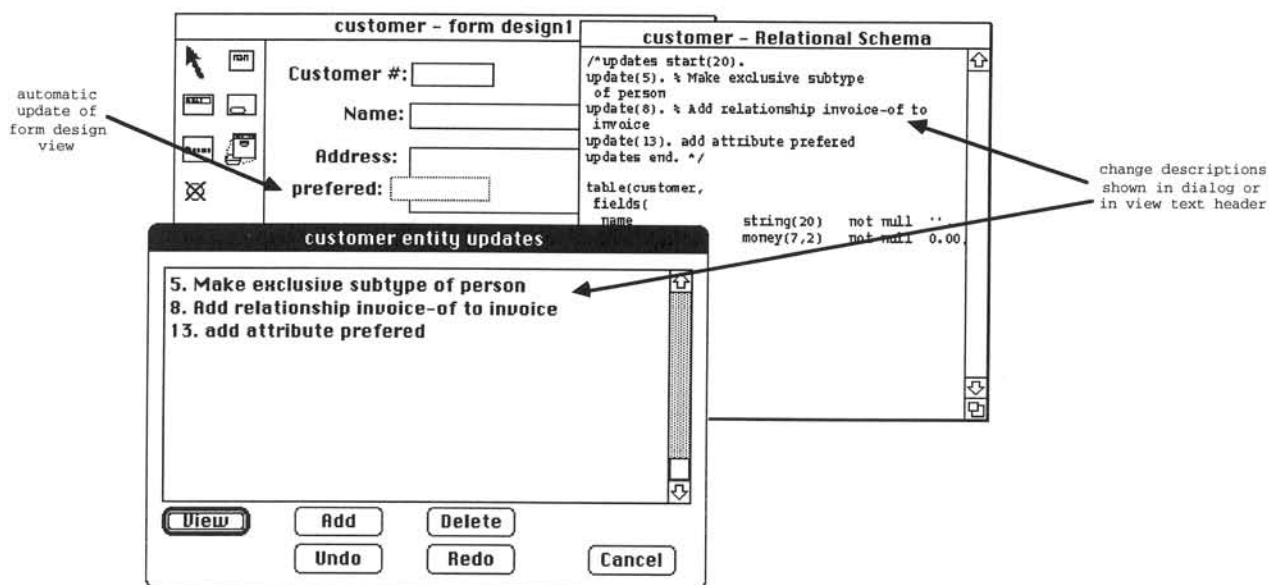 customer - form design1
Customer #:
Name:
Address:
prefered:
automatic
update of
form design
view
customer - Relational Schema
/*updates start(20).
update(5). % Make exclusive subtype
of person
update(8). % Add relationship invoice-of to
invoice
update(13). add attribute prefered
updates end. */
table(customer,
fields(
name string(20) not null ''
money(7,2) not null 0.00,
change descriptions
shown in dialog or
in view text header
customer entity updates
5. Make exclusive subtype of person
8. Add relationship invoice-of to invoice
13. add attribute prefered
View
Add
Delete
Undo
Redo
Cancel